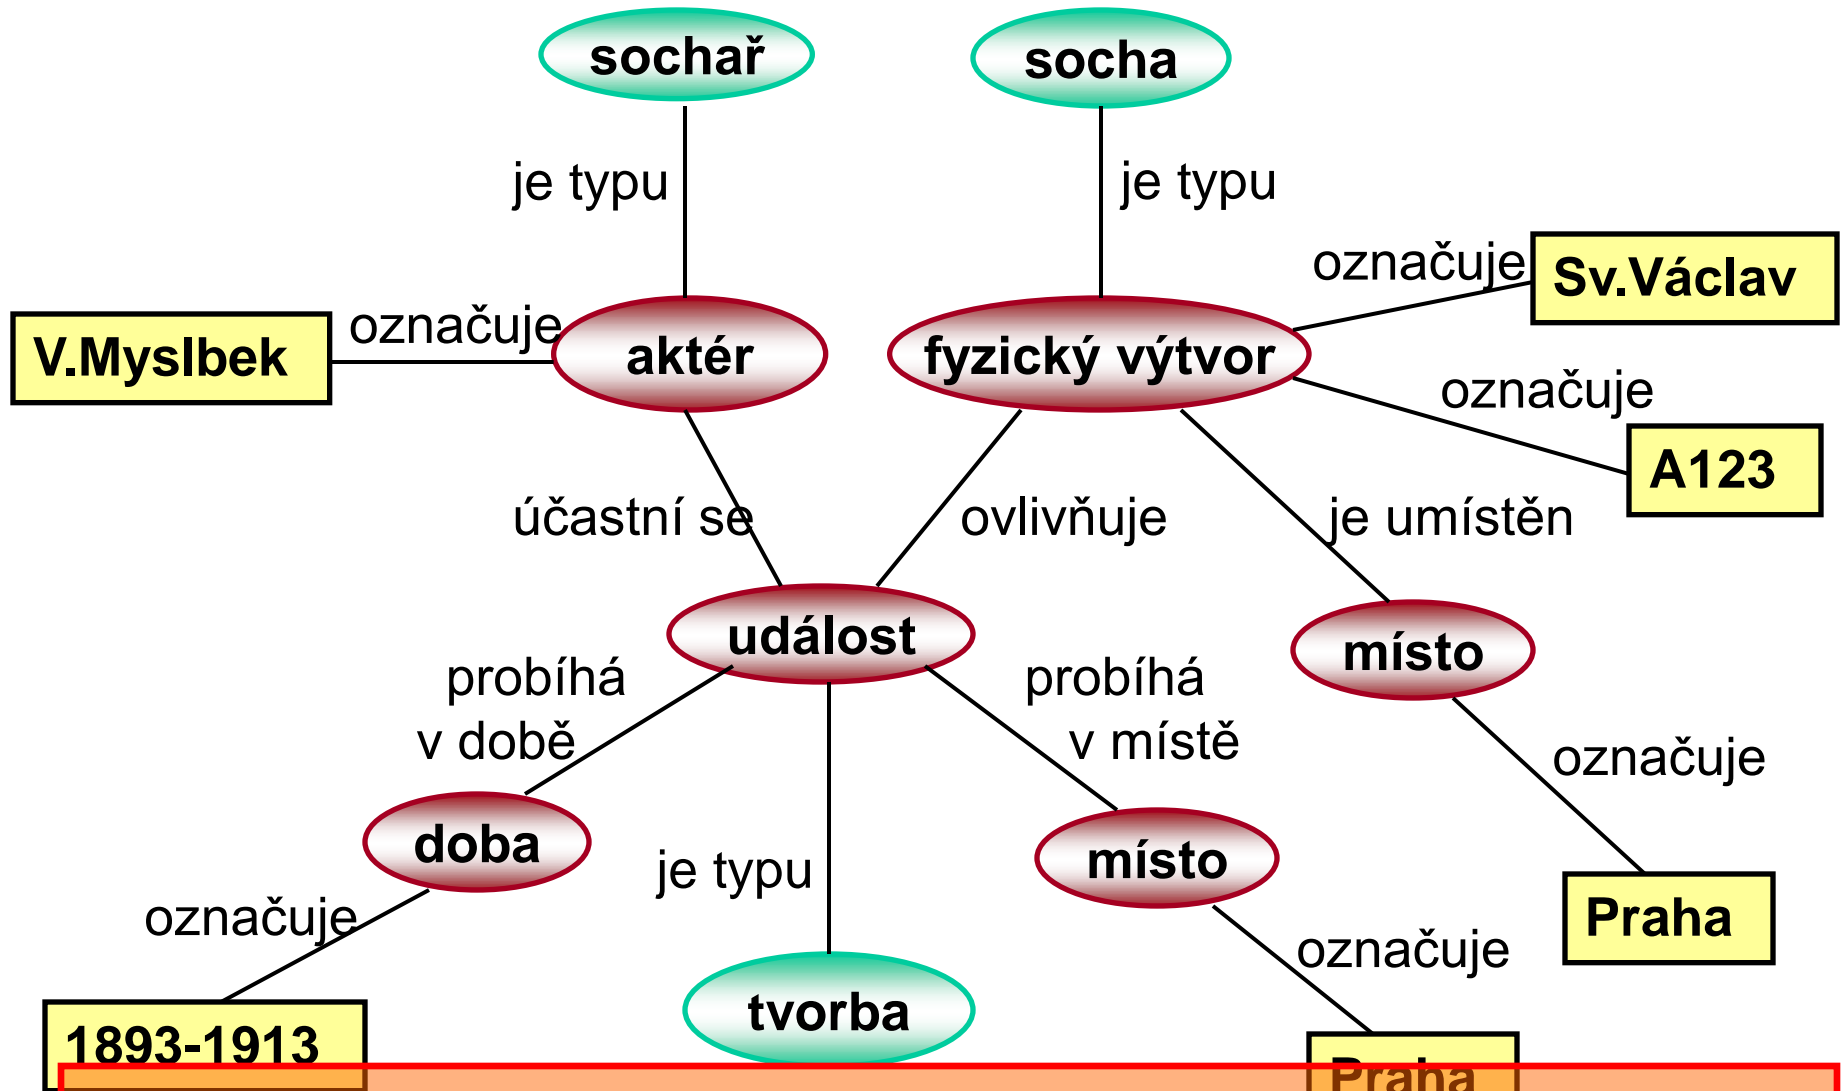 sochař
socha
je typu
je typu
označuje
Sv.Václav
V.Myslbek
označuje
aktér
fyzický výtvor
označuje
A123
účastní se
ovlivňuje
je umístěn
událost
místo
probíhá
v době
probíhá
v místě
označuje
doba
je typu
místo
označuje
Praha
označuje
1893-1913
tvorba
Praha